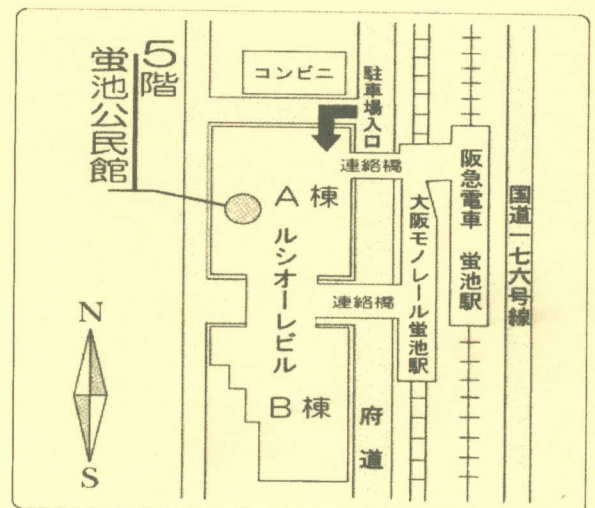 5階
蛍池公民館
コンビニ
駐車場入口
連絡橋
A棟
ルシオーレビル
連絡橋
B棟
府道
大阪モノレール蛍池駅
阪急電車 蛍池駅
国道一七六号線
N
S